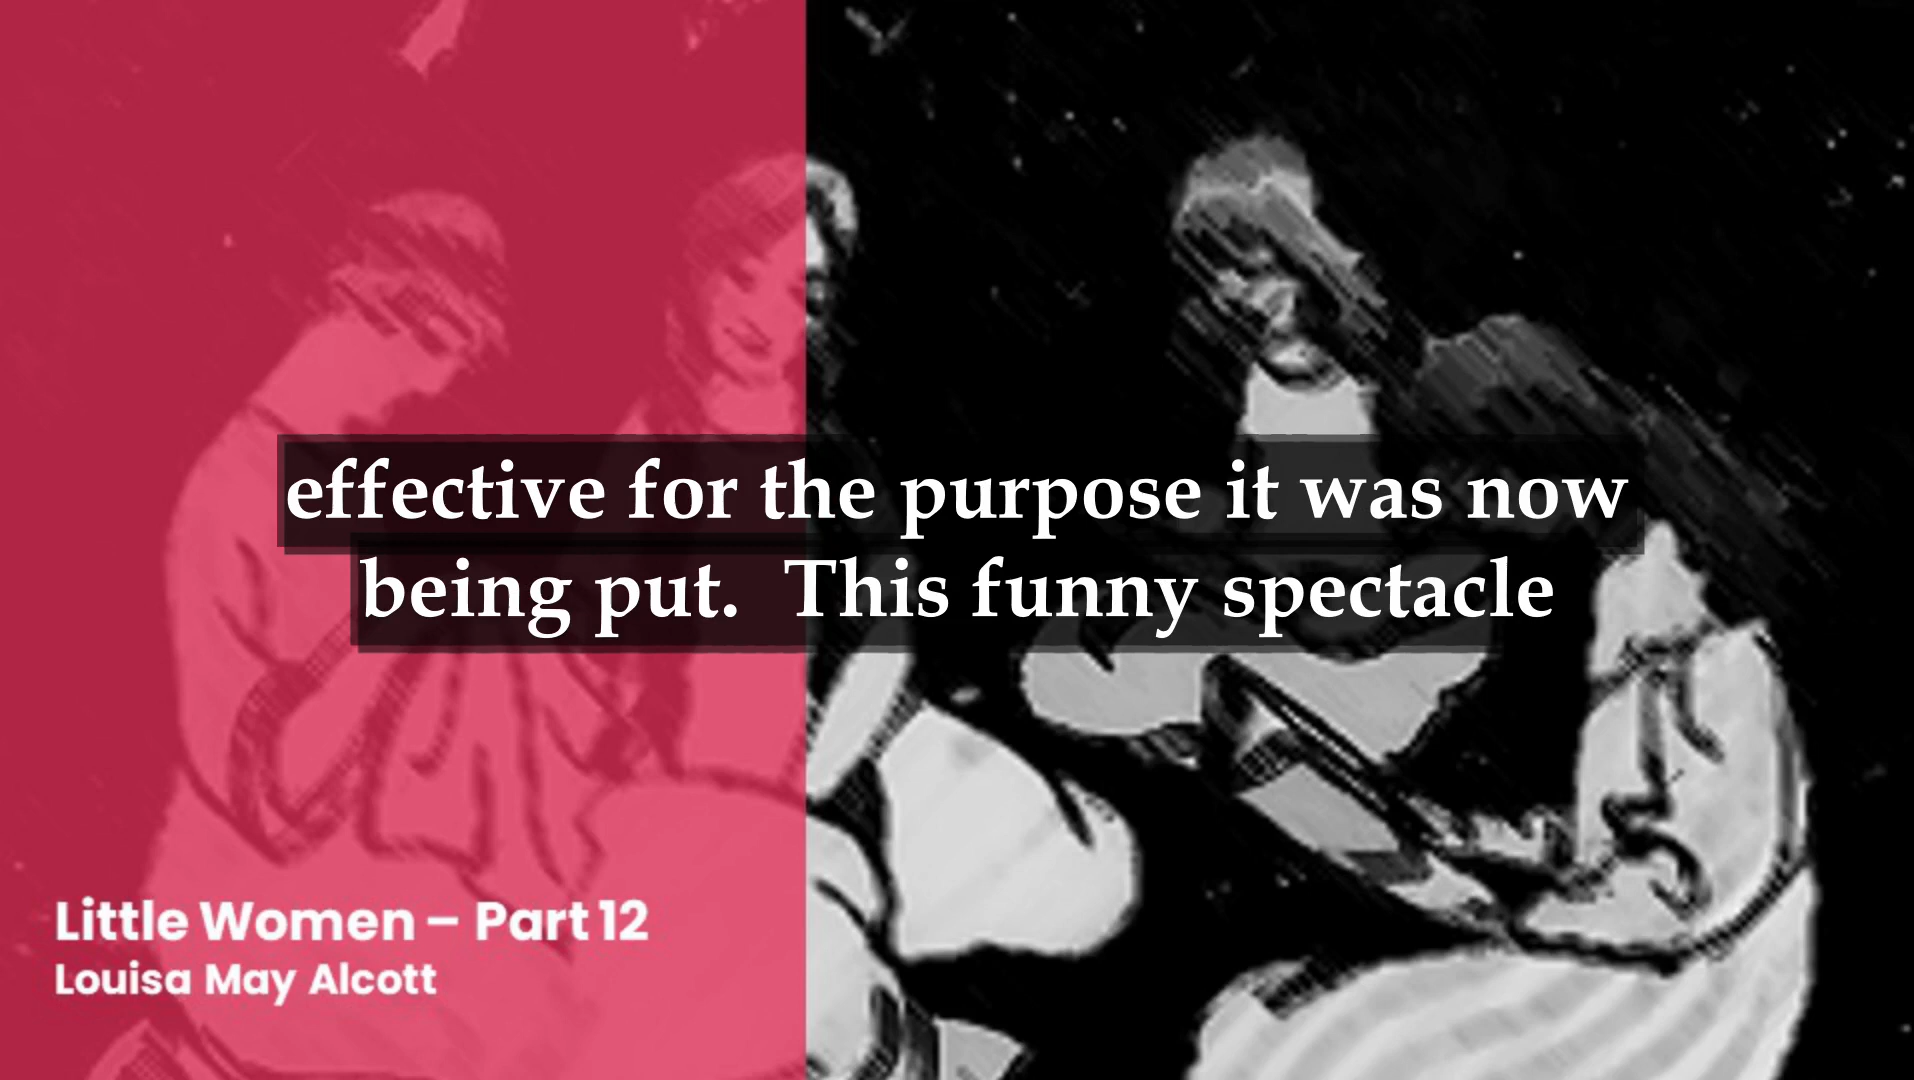 effective for the purpose it was now
being put.  This funny spectacle
Little Women – Part 12
Louisa May Alcott